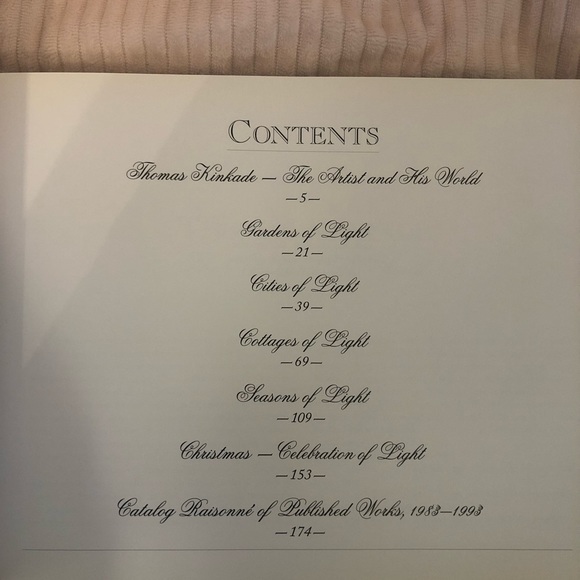 CONTENTS
Thomas Kinkade — The Artist and His World
—5—
Gardens of Light
—21—
Cities of Light
—39—
Cottages of Light
—69—
Seasons of Light
—109—
Christmas — Celebration of Light
—153—
Catalog Raisonné of Published Works, 1983–1993
—174—